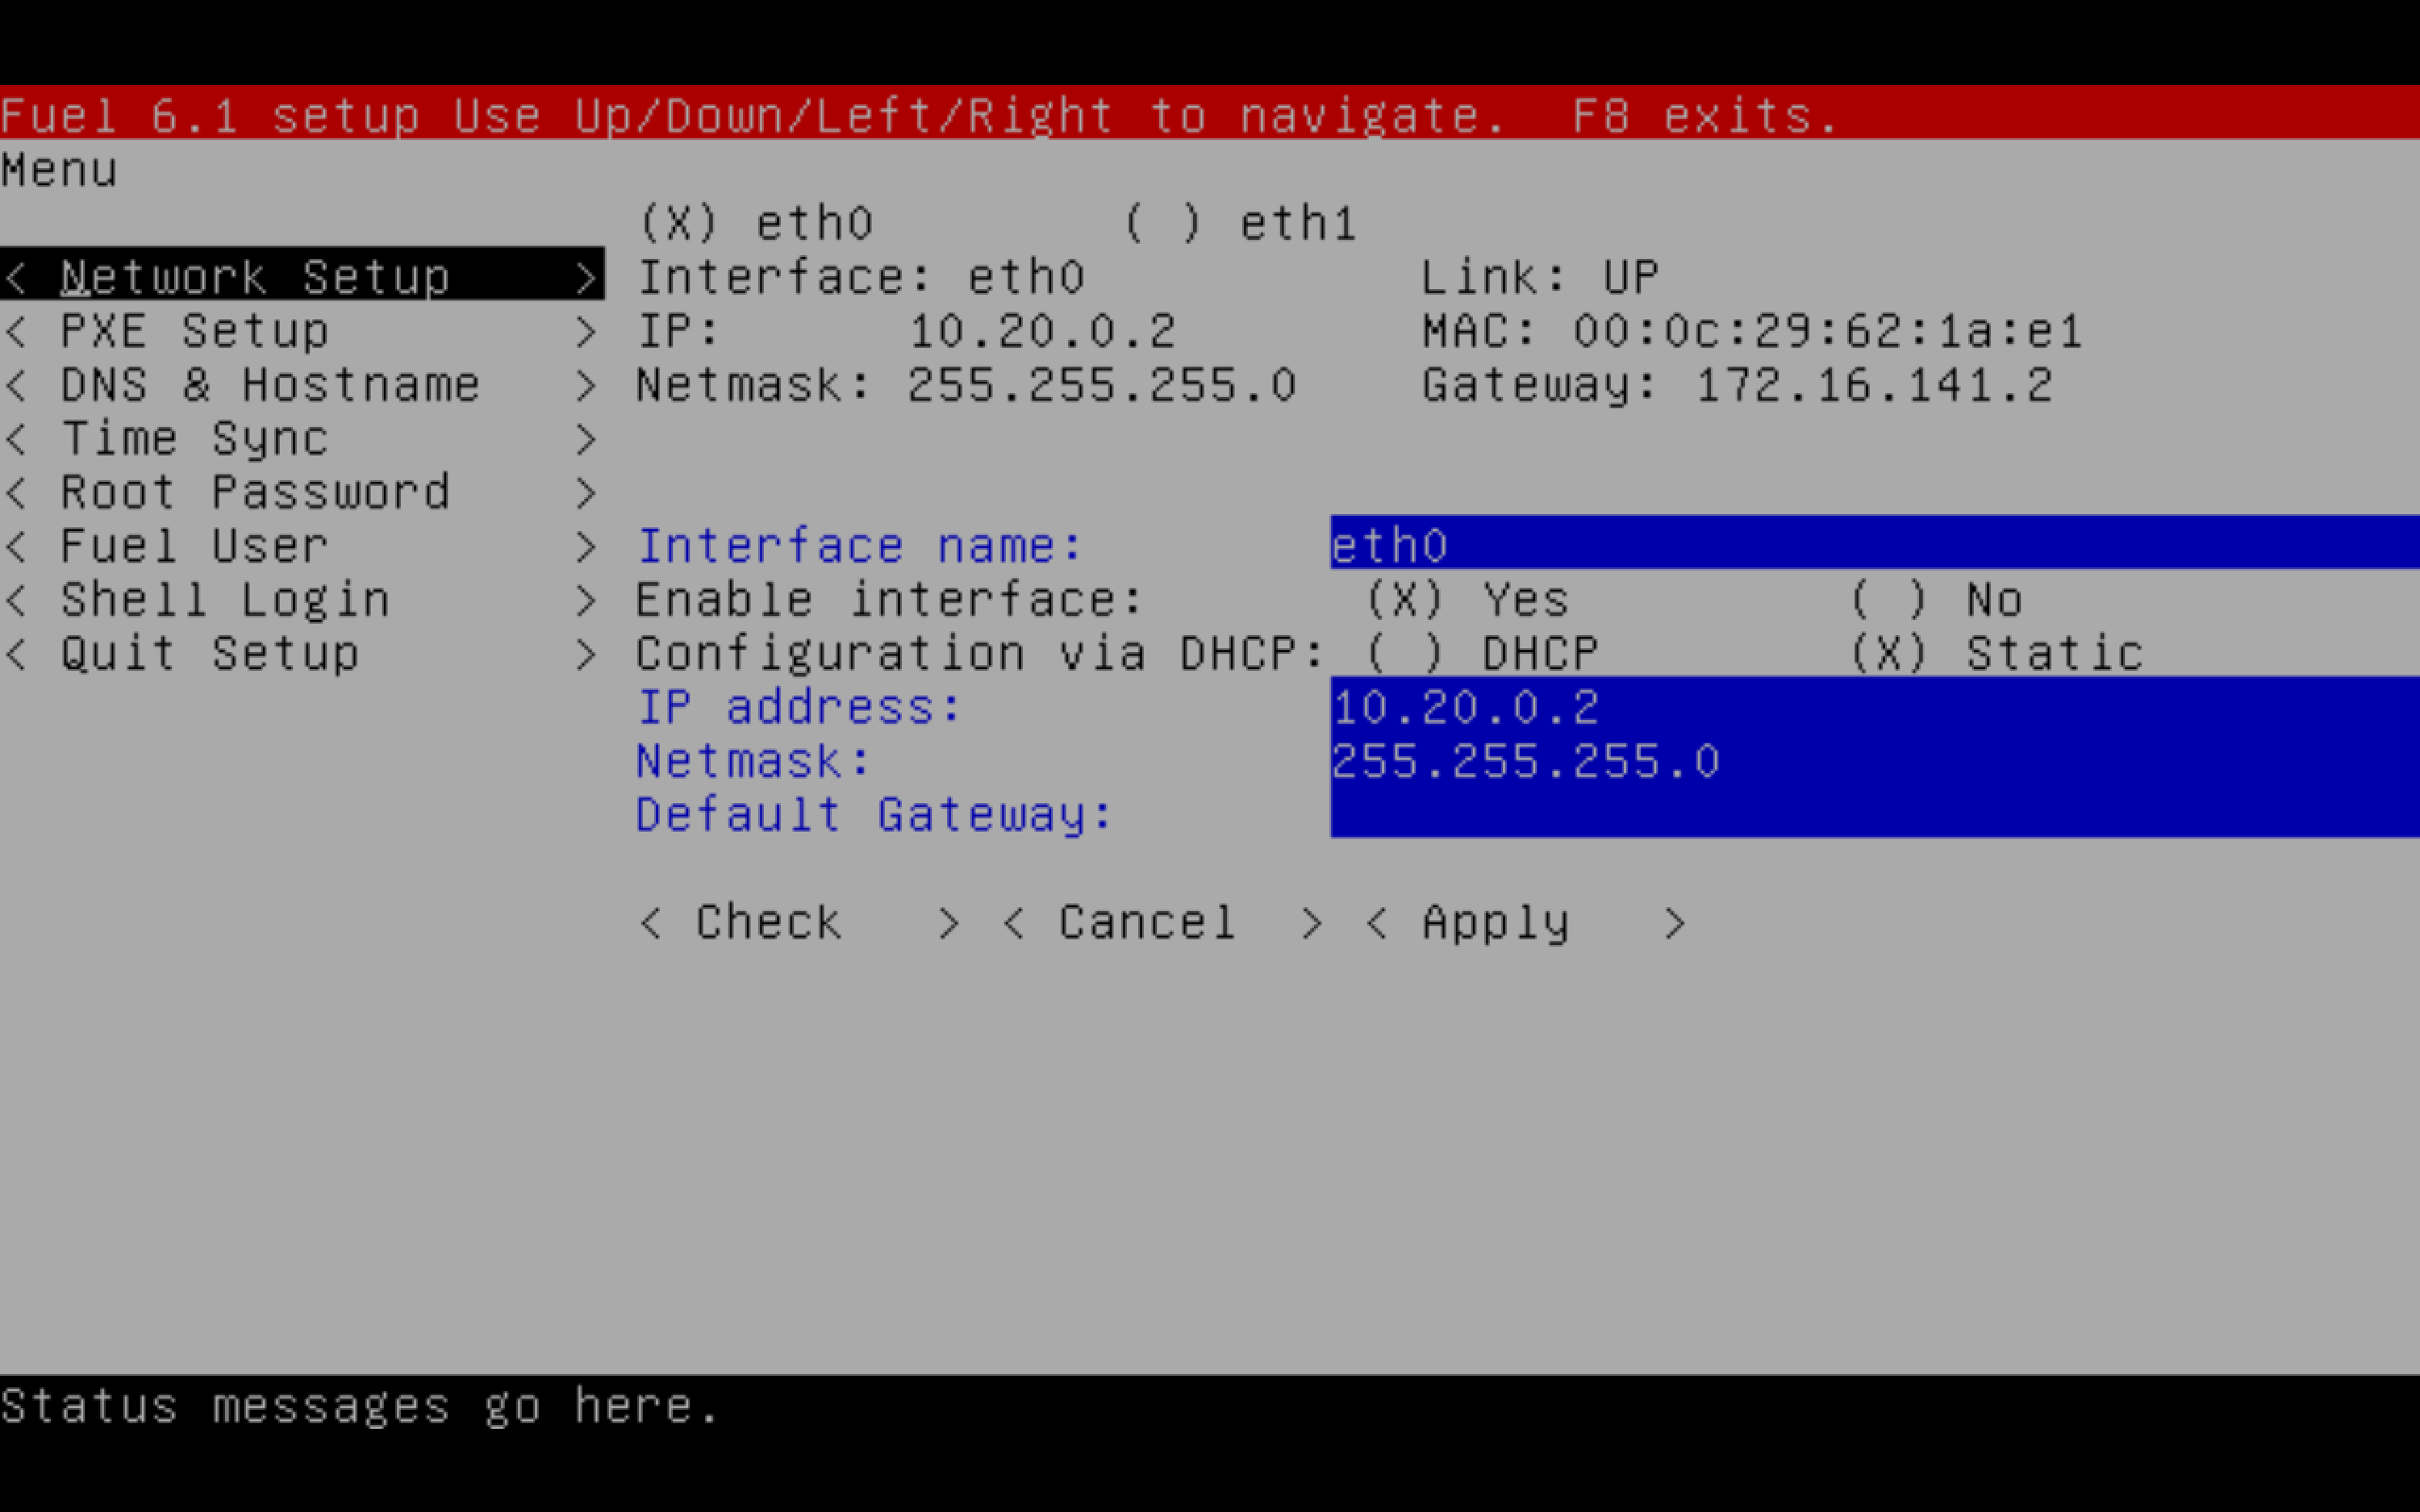 Fuel 6.1 setup Use Up/Down/Left/Right to navigate. F8 exits.
Menu
(X) eth0 ( ) eth1
< Network Setup > Interface: eth0 Link: UP
< PXE Setup > IP: 10.20.0.2 MAC: 00:0c:29:62:1a:e1
< DNS & Hostname > Netmask: 255.255.255.0 Gateway: 172.16.141.2
< Time Sync >
< Root Password >
< Fuel User > Interface name: eth0
< Shell Login > Enable interface: (X) Yes ( ) No
< Quit Setup > Configuration via DHCP: ( ) DHCP (X) Static
IP address: 10.20.0.2
Netmask: 255.255.255.0
Default Gateway:
< Check > < Cancel > < Apply >
Status messages go here.